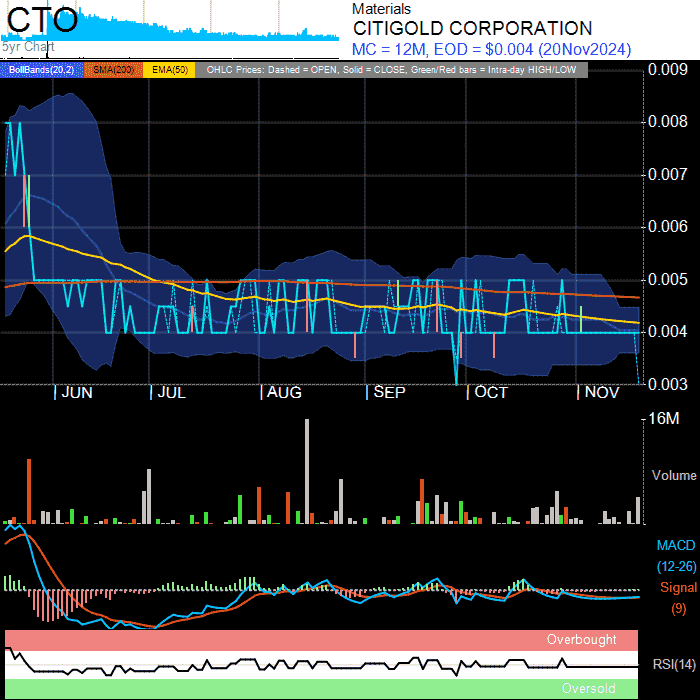 CTO
5yr Chart
Materials
CITIGOLD CORPORATION
MC = 12M, EOD = $0.004 (20Nov2024)
BollBands(20,2) SMA(200) EMA(50) OHLC Prices: Dashed = OPEN, Solid = CLOSE, Green/Red bars = Intra-day HIGH/LOW
0.009
0.008
0.007
0.006
0.005
0.004
0.003
JUN JUL AUG SEP OCT NOV
16M
Volume
MACD
(12-26)
Signal
(9)
Overbought
RSI(14)
Oversold